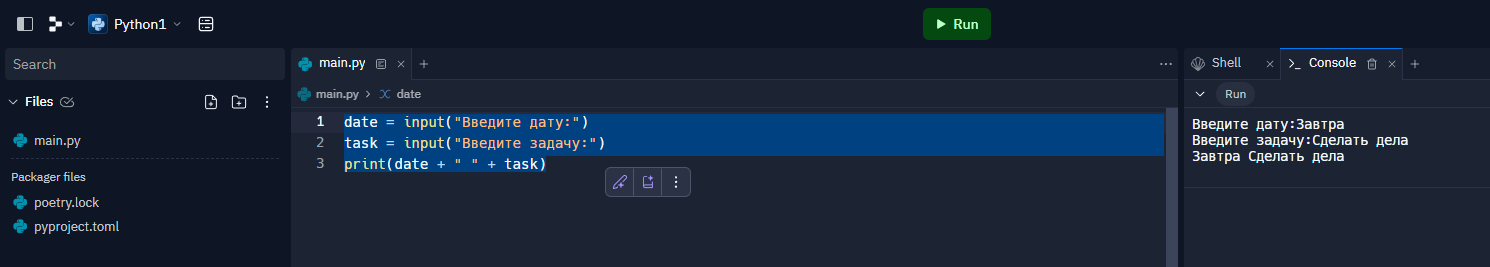 Python1
Run
Search
Files
main.py
Packager files
poetry.lock
pyproject.toml
main.py
main.py > date
1 date = input("Введите дату:")
2 task = input("Введите задачу:")
3 print(date + " " + task)
Shell
Console
Run
Введите дату:Завтра
Введите задачу:Сделать дела
Завтра Сделать дела